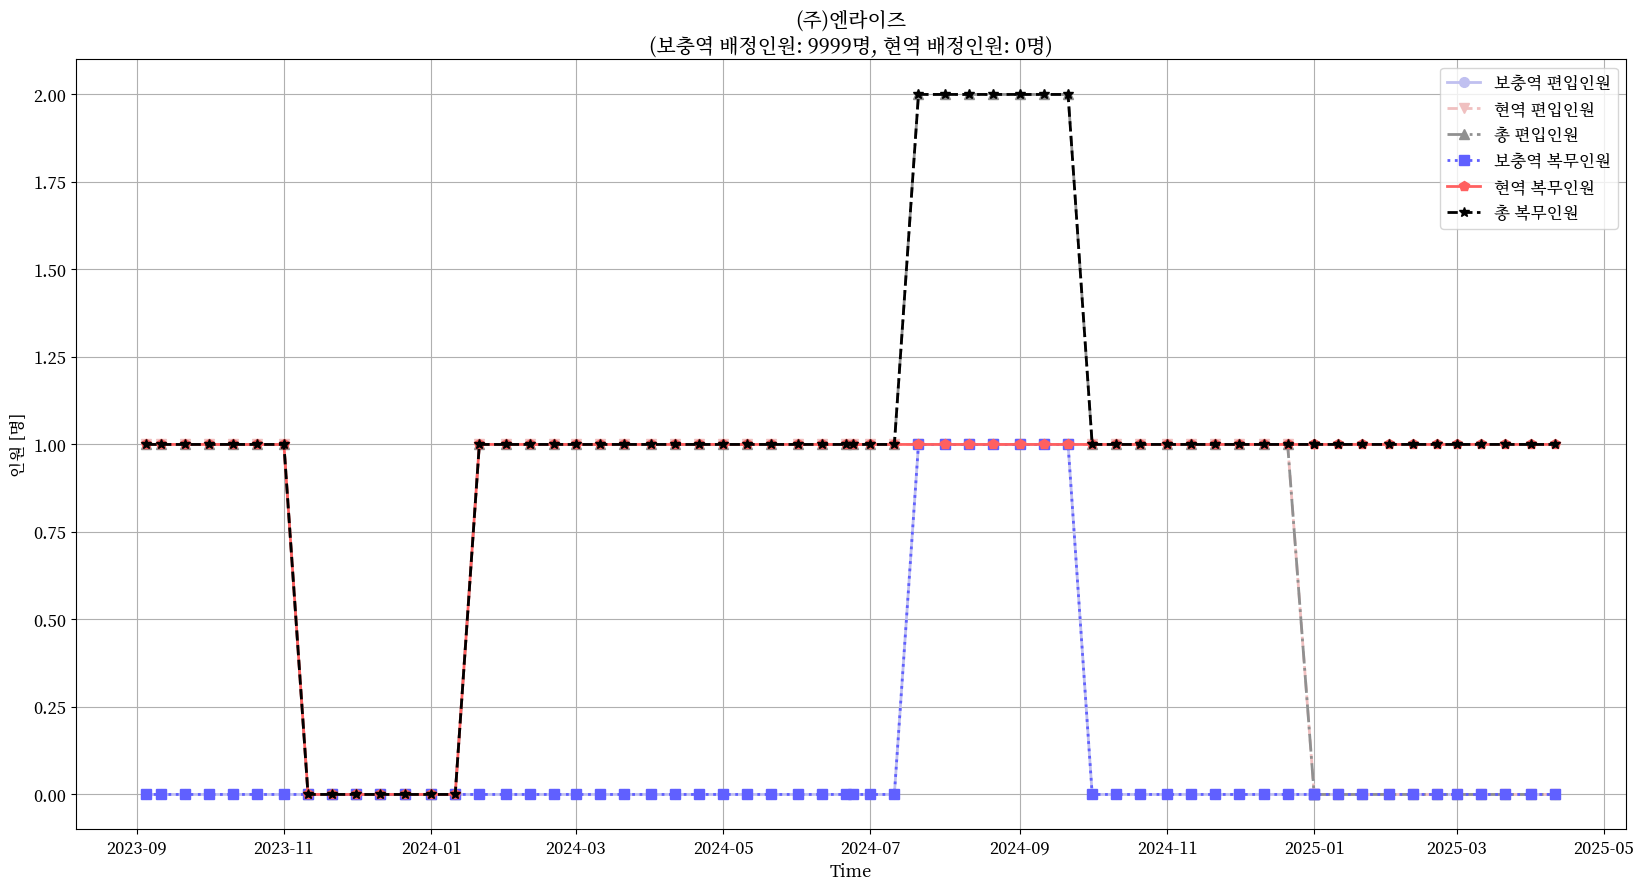 (주)엔라이즈
(보충역 배정인원: 9999명, 현역 배정인원: 0명)
보충역 편입인원
현역 편입인원
총 편입인원
보충역 복무인원
현역 복무인원
총 복무인원
인원 [명]
2.00
1.75
1.50
1.25
1.00
0.75
0.50
0.25
0.00
2023-09 2023-11 2024-01 2024-03 2024-05 2024-07 2024-09 2024-11 2025-01 2025-03 2025-05
Time